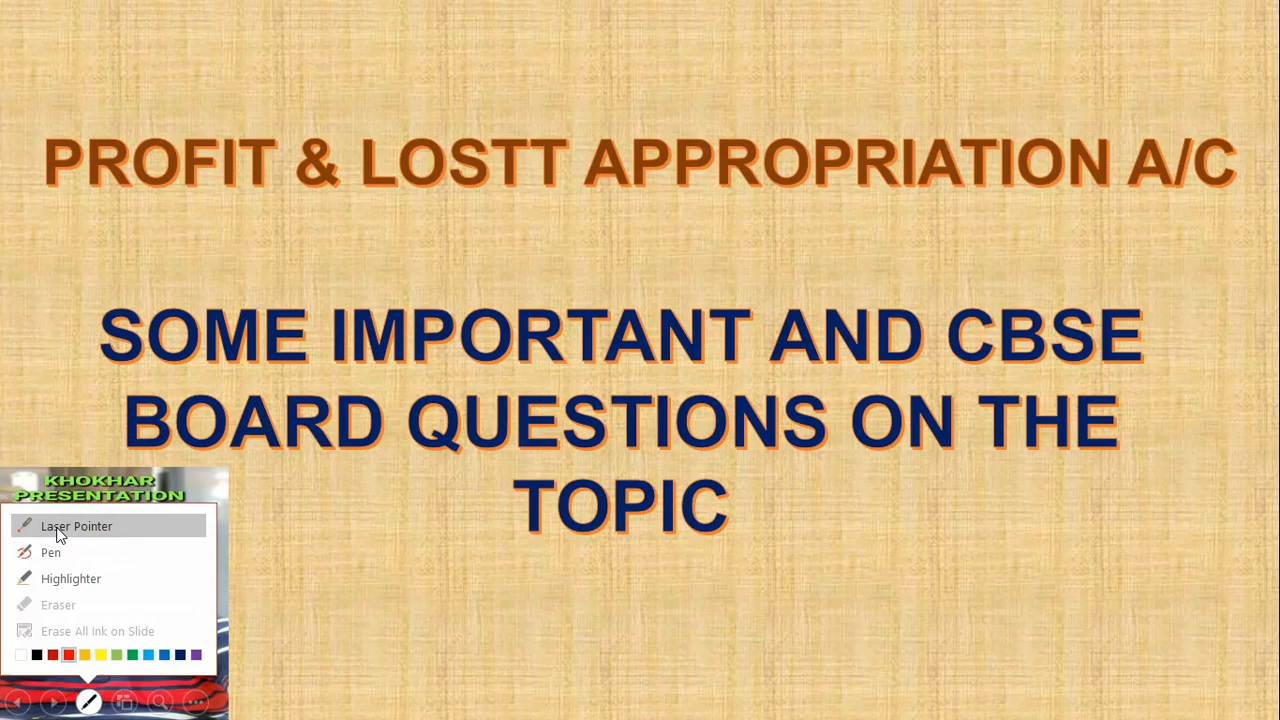 PROFIT & LOSTT APPROPRIATION A/C
SOME IMPORTANT AND CBSE
BOARD QUESTIONS ON THE
TOPIC
KHOKHAR
PRESENTATION
Laser Pointer
Pen
Highlighter
Eraser
Erase All Ink on Slide